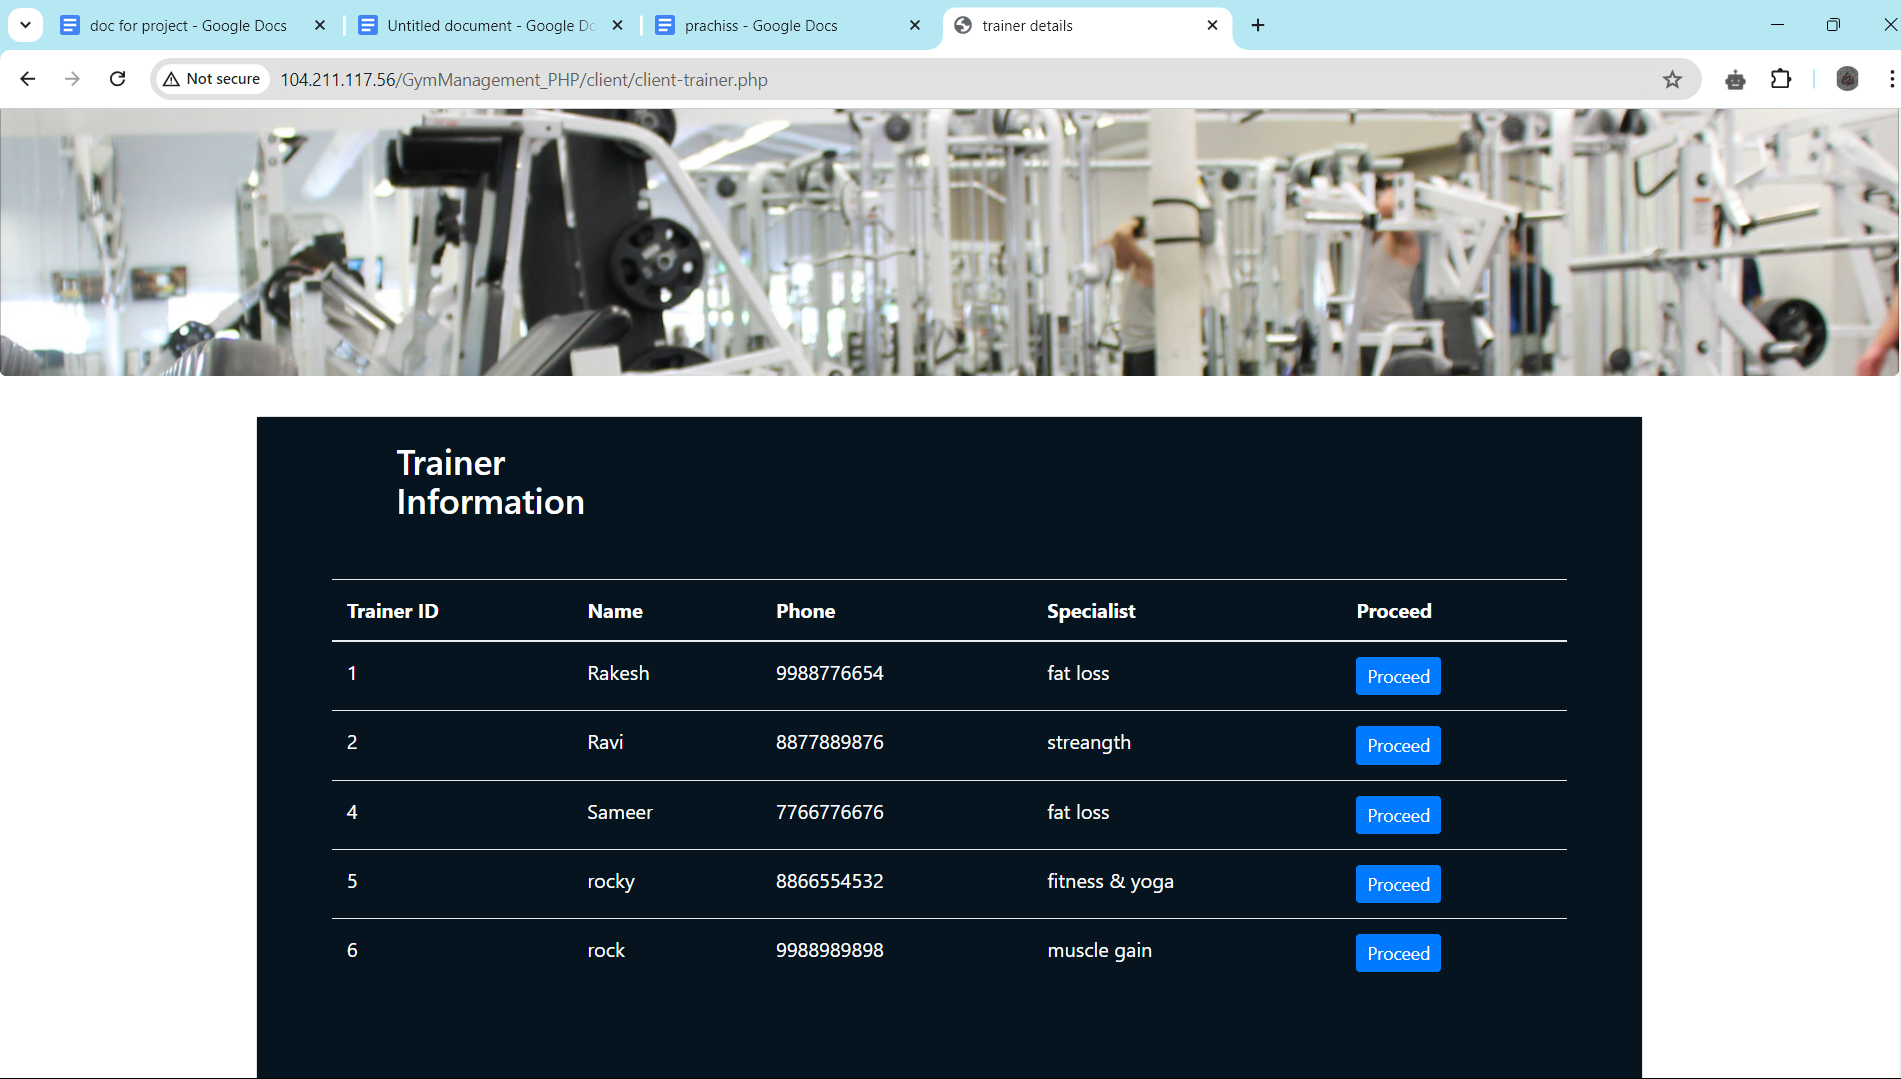 doc for project - Google Docs
Untitled document - Google Do
prachiss - Google Docs
trainer details
Not secure
104.211.117.56/GymManagement_PHP/client/client-trainer.php
Trainer
Information
Trainer ID Name Phone Specialist Proceed
1 Rakesh 9988776654 fat loss Proceed
2 Ravi 8877889876 streangth Proceed
4 Sameer 7766776676 fat loss Proceed
5 rocky 8866554532 fitness & yoga Proceed
6 rock 9988989898 muscle gain Proceed